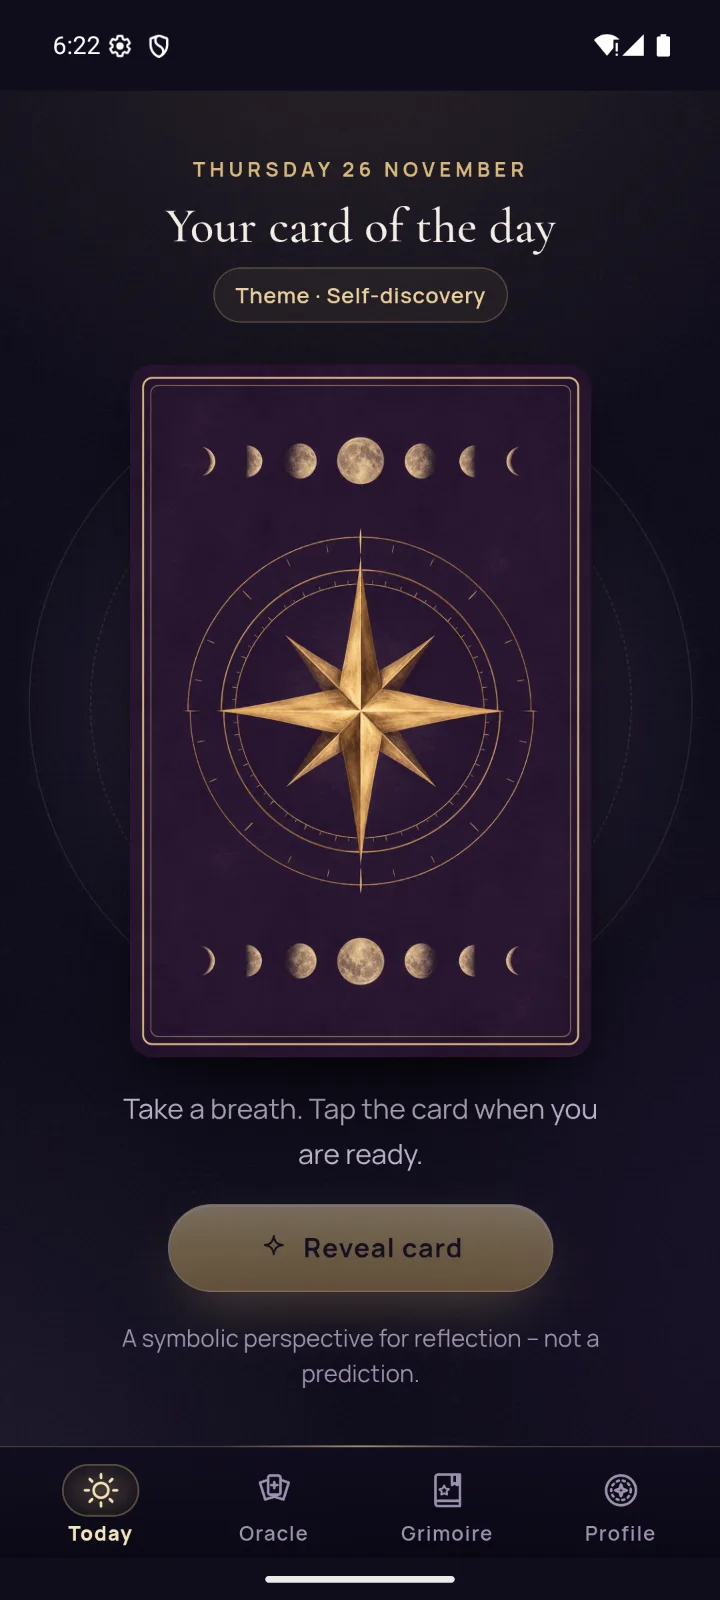 6:22
THURSDAY 26 NOVEMBER
Your card of the day
Theme · Self-discovery
Take a breath. Tap the card when you
are ready.
Reveal card
A symbolic perspective for reflection – not a
prediction.
Today
Oracle
Grimoire
Profile